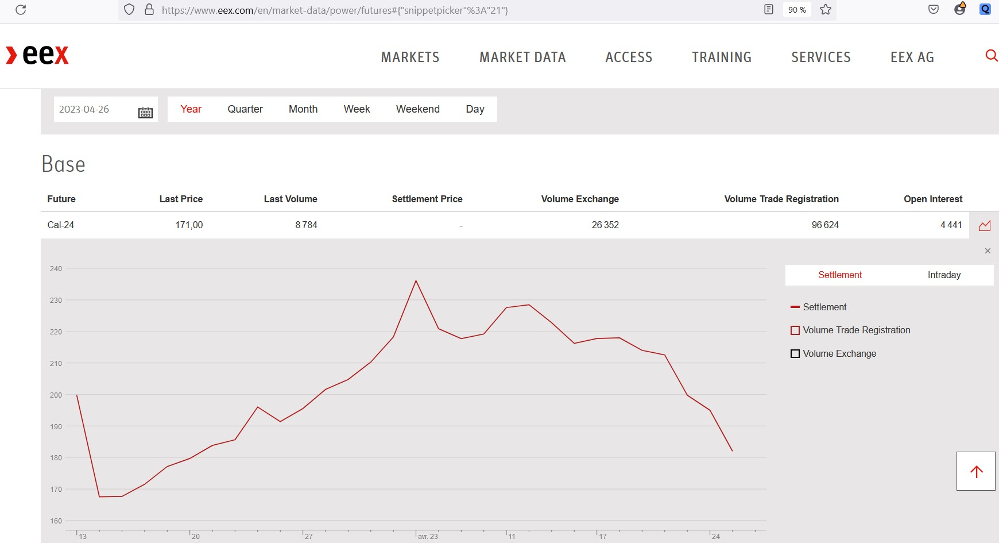 https://www.eex.com/en/market-data/power/futures#{"snippetpicker"%3A"21"}
90 %
Q
eex
MARKETS MARKET DATA ACCESS TRAINING SERVICES EEX AG
2023-04-26
Year Quarter Month Week Weekend Day
Base
Future Last Price Last Volume Settlement Price Volume Exchange Volume Trade Registration Open Interest
Cal-24 171,00 8 784 - 26 352 96 624 4 441
×
Settlement Intraday
Settlement
Volume Trade Registration
Volume Exchange
240
230
220
210
200
190
180
170
160
13 20 27 avr. 23 11 17 24